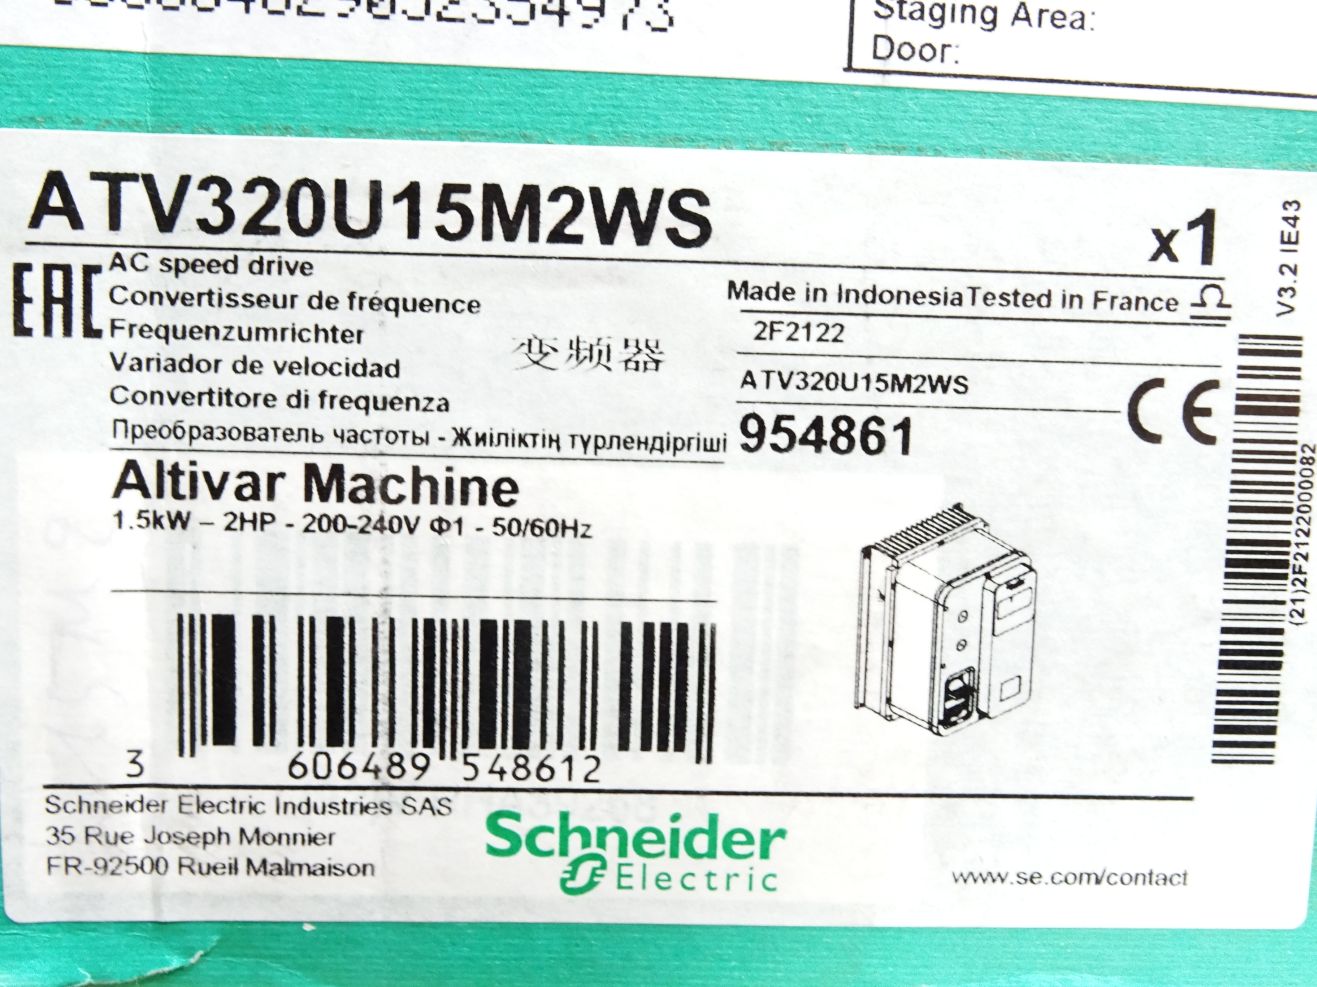 Staging Area:
Door:
ATV320U15M2WS
x1
EAC
AC speed drive
Convertisseur de fréquence
Frequenzumrichter
Variador de velocidad
Convertitore di frequenza
Преобразователь частоты - Жиіліктің түрлендіргіші
变频器
Made in Indonesia Tested in France
2F2122
ATV320U15M2WS
954861
CE
V3.2 IE43
(21)2F2122000082
Altivar Machine
1.5kW – 2HP - 200-240V Φ1 - 50/60Hz
3 606489 548612
Schneider Electric Industries SAS
35 Rue Joseph Monnier
FR-92500 Rueil Malmaison
Schneider
Electric
www.se.com/contact